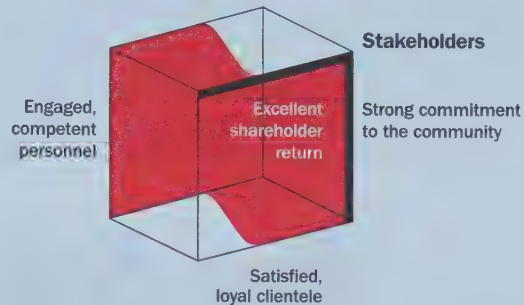 Stakeholders
Engaged,
competent
personnel
Excellent
shareholder
return
Strong commitment
to the community
Satisfied,
loyal clientele